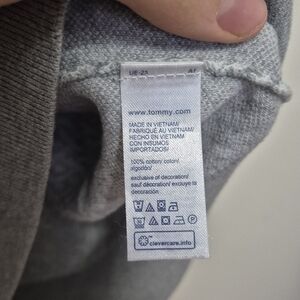 www.tommy.com
MADE IN VIETNAM/
FABRIQUÉ AU VIETNAM/
HECHO EN VIETNAM
CON INSUMOS
IMPORTADOS/
100% cotton/ coton/
algodón/
exclusive of decoration/
sauf décoration/ excluye la
decoración
clevercare.info